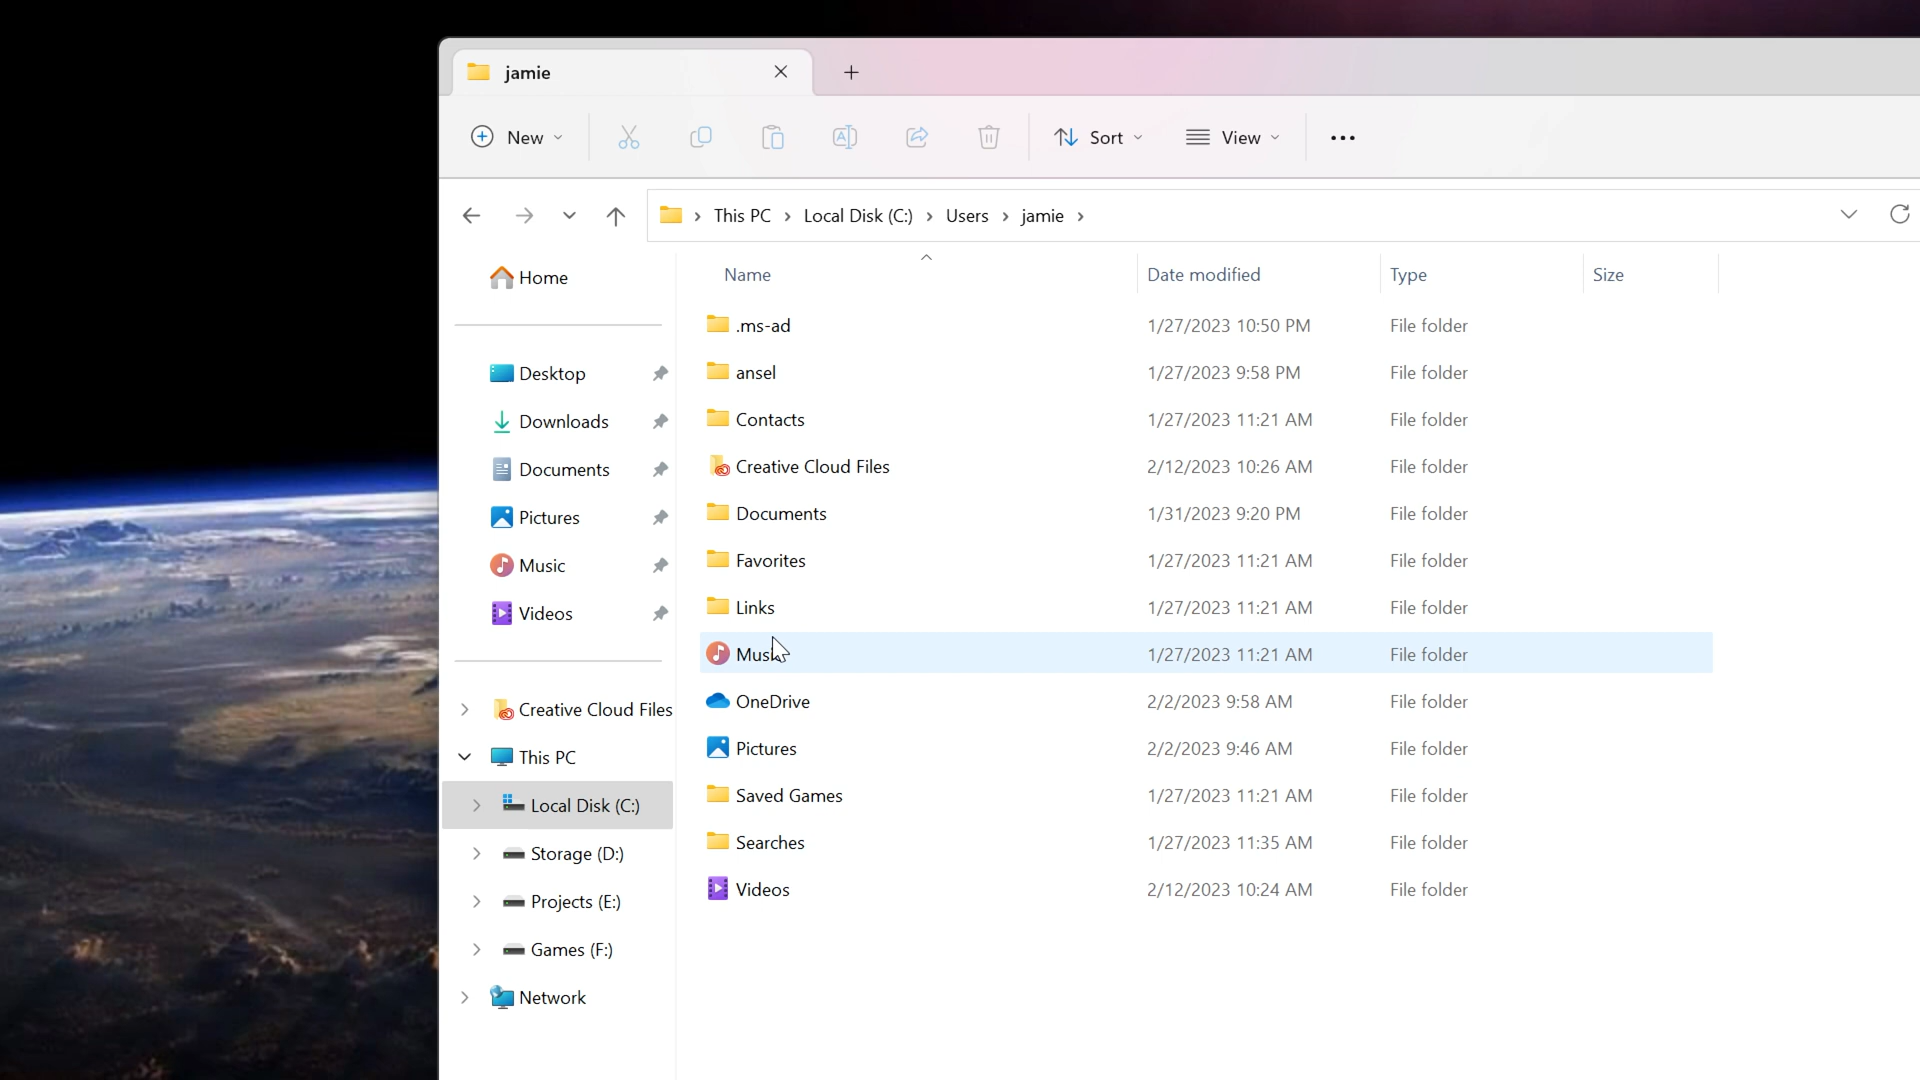 jamie
New
Sort
View
This PC > Local Disk (C:) > Users > jamie >
Home
Desktop
Downloads
Documents
Pictures
Music
Videos
Creative Cloud Files
This PC
Local Disk (C:)
Storage (D:)
Projects (E:)
Games (F:)
Network
Name Date modified Type Size
.ms-ad 1/27/2023 10:50 PM File folder
ansel 1/27/2023 9:58 PM File folder
Contacts 1/27/2023 11:21 AM File folder
Creative Cloud Files 2/12/2023 10:26 AM File folder
Documents 1/31/2023 9:20 PM File folder
Favorites 1/27/2023 11:21 AM File folder
Links 1/27/2023 11:21 AM File folder
Music 1/27/2023 11:21 AM File folder
OneDrive 2/2/2023 9:58 AM File folder
Pictures 2/2/2023 9:46 AM File folder
Saved Games 1/27/2023 11:21 AM File folder
Searches 1/27/2023 11:35 AM File folder
Videos 2/12/2023 10:24 AM File folder